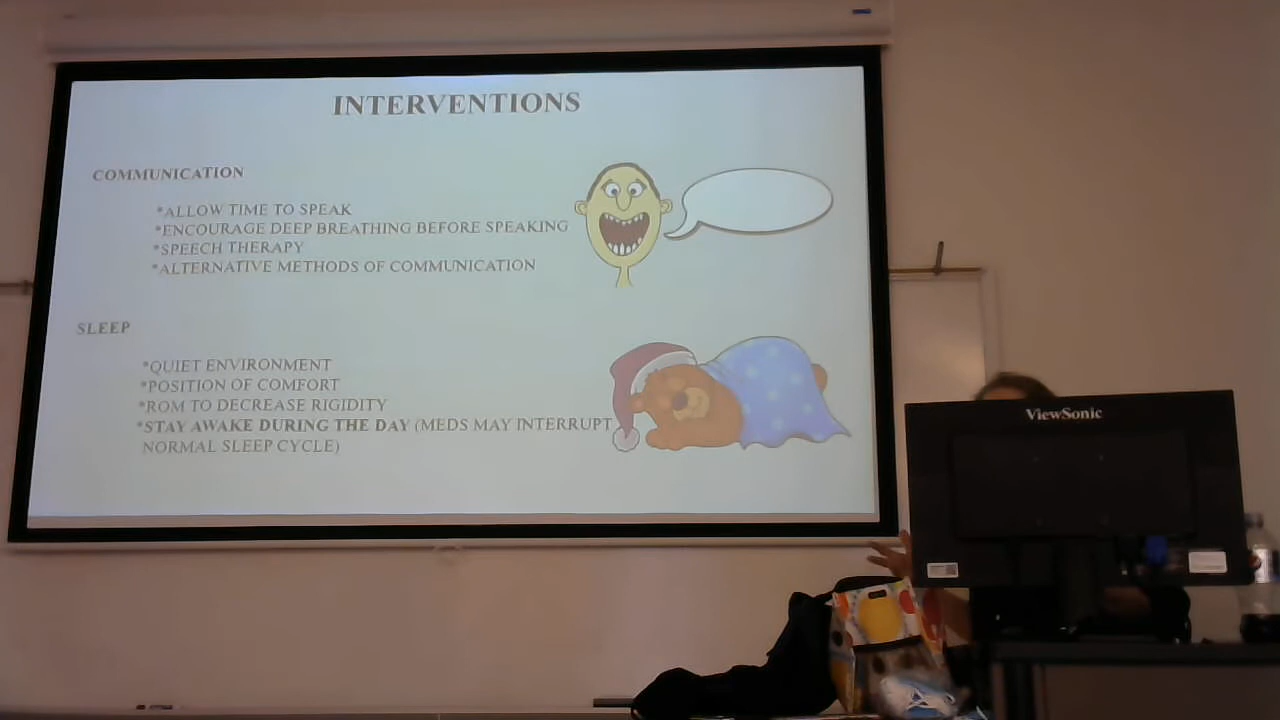 INTERVENTIONS
COMMUNICATION
*ALLOW TIME TO SPEAK
*ENCOURAGE DEEP BREATHING BEFORE SPEAKING
*SPEECH THERAPY
*ALTERNATIVE METHODS OF COMMUNICATION
SLEEP
*QUIET ENVIRONMENT
*POSITION OF COMFORT
*ROM TO DECREASE RIGIDITY
*STAY AWAKE DURING THE DAY (MEDS MAY INTERRUPT
NORMAL SLEEP CYCLE)
ViewSonic